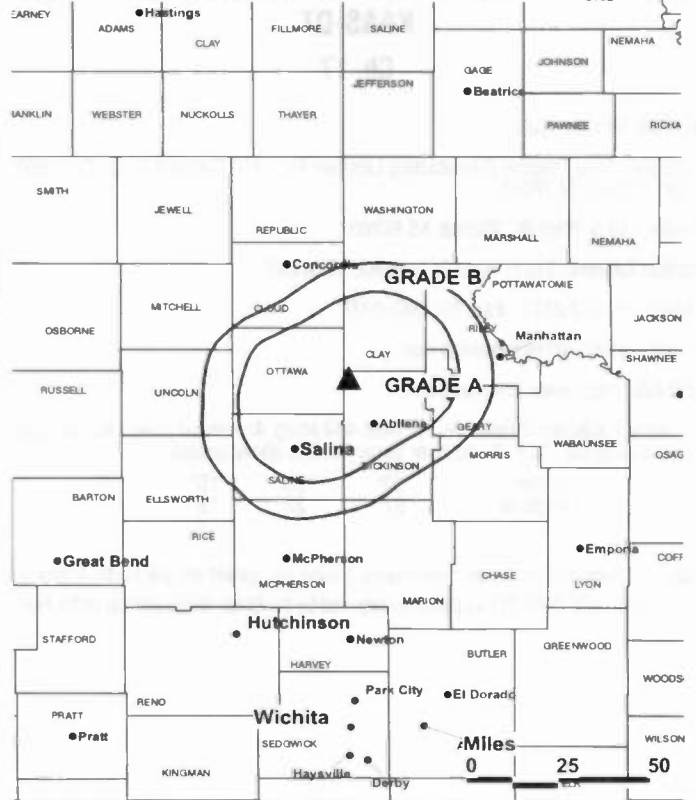 EARNEY
ADAMS
Hastings
CLAY
FILLMORE
SALINE
GAGE
JOHNSON
NEMAHA
JEFFERSON
Beatrice
WEBSTER
NUCKOLLS
THAYER
PAWNEE
RICHA
SMITH
JEWELL
REPUBLIC
WASHINGTON
MARSHALL
NEMAHA
Concordia
GRADE B
POTTAWATOMIE
MITCHELL
CLOUD
RILEY
Manhattan
JACKSON
OSBORNE
CLAY
SHAWNEE
OTTAWA
GRADE A
RUSSELL
LINCOLN
Abilene
GEARY
WABAUNSEE
Salina
MORRIS
OSAG
DICKINSON
SALINE
BARTON
ELLSWORTH
RICE
Great Bend
McPherson
Emporia
COFF
MCPHERSON
CHASE
LYON
MARION
Hutchinson
STAFFORD
Newton
BUTLER
GREENWOOD
HARVEY
WOODS
RENO
Park City
El Dorado
PRATT
Wichita
Pratt
SEDGWICK
Miles
WILSON
KINGMAN
Haysville
Derby
0 25 50
ELK